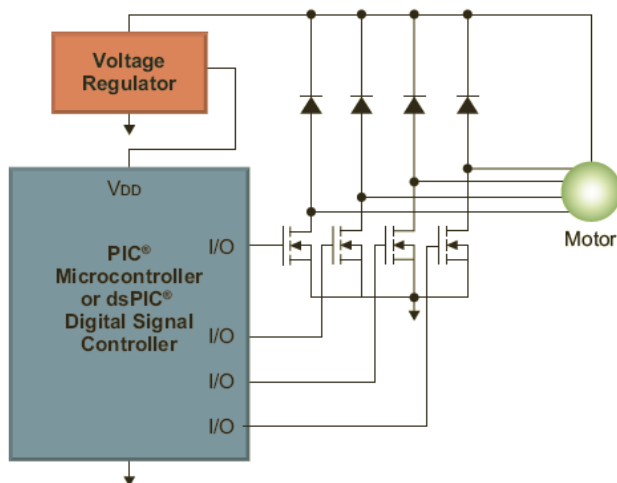 Voltage
Regulator
VDD
PIC®
Microcontroller
or dsPIC®
Digital Signal
Controller
I/O
I/O
I/O
I/O
Motor